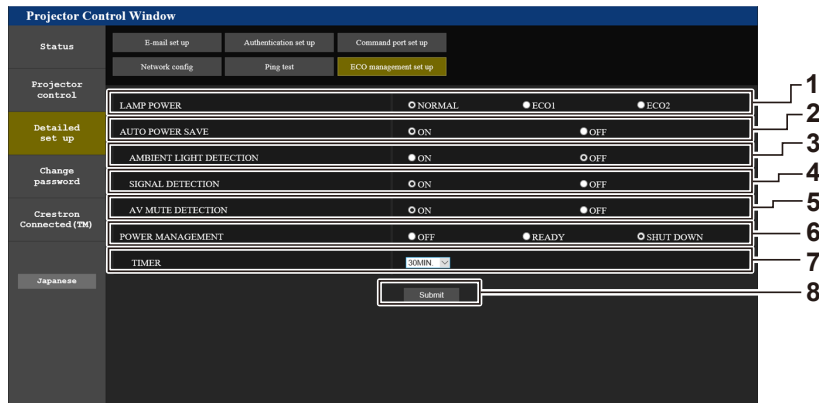 Projector Control Window
Status
E-mail set up
Authentication set up
Command port set up
Network config
Ping test
ECO management set up
Projector
control
Detailed
set up
Change
password
Crestron
Connected(TM)
Japanese
LAMP POWER NORMAL ECO1 ECO2
1
AUTO POWER SAVE ON OFF
2
AMBIENT LIGHT DETECTION ON OFF
3
SIGNAL DETECTION ON OFF
4
AV MUTE DETECTION ON OFF
5
POWER MANAGEMENT OFF READY SHUT DOWN
6
TIMER 30MIN.
7
Submit
8